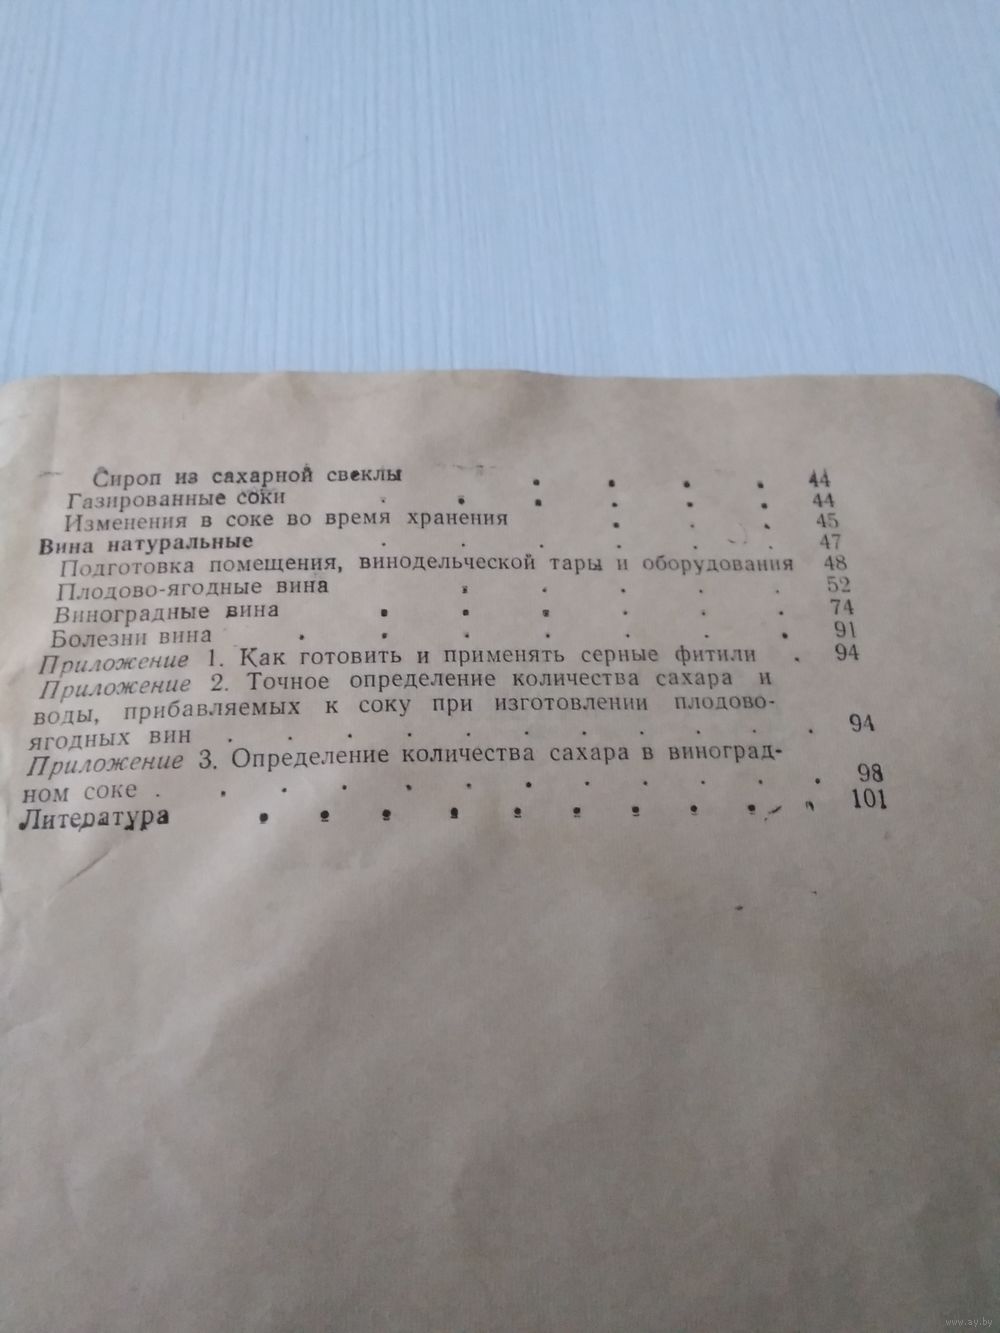 Сироп из сахарной свеклы . . . . 44
Газированные соки . . . . . . 44
Изменения в соке во время хранения . . . 45
Вина натуральные . . . . . . 47
Подготовка помещения, винодельческой тары и оборудования 48
Плодово-ягодные вина . . . . . 52
Виноградные вина . . . . . . 74
Болезни вина . . . . . . . 91
Приложение 1. Как готовить и применять серные фитили . 94
Приложение 2. Точное определение количества сахара и
воды, прибавляемых к соку при изготовлении плодово-
ягодных вин . . . . . . . . . . . 94
Приложение 3. Определение количества сахара в виноград-
ном соке . . . . . . . . . . . . 98
Литература . . . . . . . . . . 101
www.ay.by